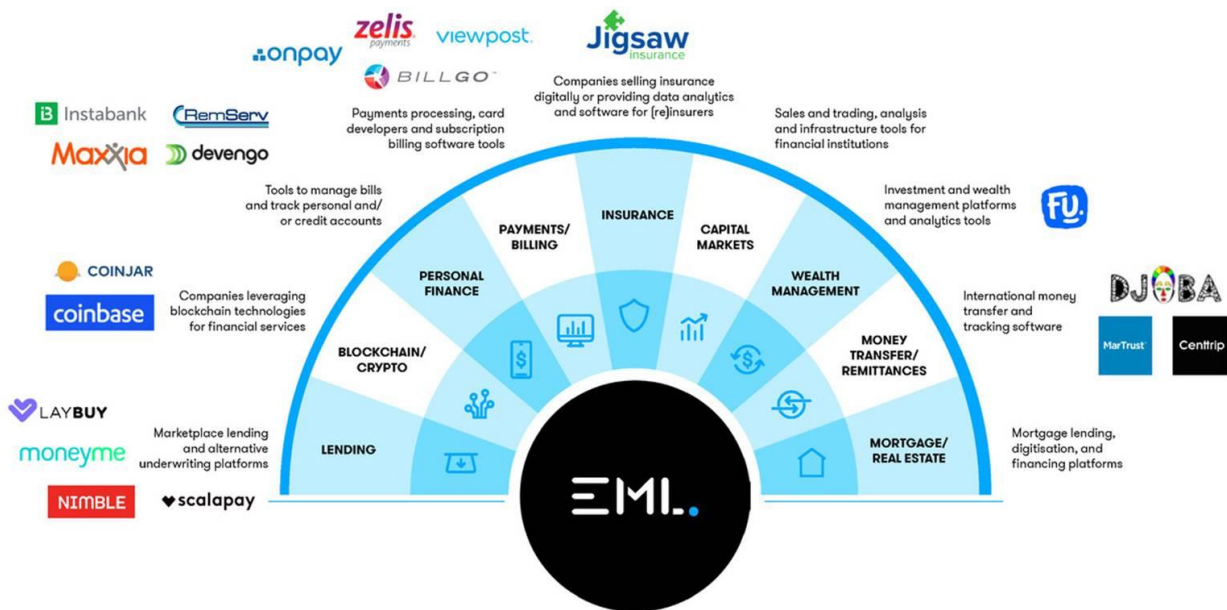 onpay
zelis
payments
viewpost.
BILLGO
Jigsaw
insurance
Companies selling insurance
digitally or providing data analytics
and software for (re)insurers
Instabank
RemServ
Maxxia
devengo
Payments processing, card
developers and subscription
billing software tools
Sales and trading, analysis
and infrastructure tools for
financial institutions
Tools to manage bills
and track personal and/
or credit accounts
Investment and wealth
management platforms
and analytics tools
FU.
COINJAR
coinbase
Companies leveraging
blockchain technologies
for financial services
International money
transfer and
tracking software
DJOBA
MarTrust
Centtrip
LAYBUY
moneyme
NIMBLE
scalapay
Marketplace lending
and alternative
underwriting platforms
Mortgage lending,
digitisation, and
financing platforms
LENDING
BLOCKCHAIN/
CRYPTO
PERSONAL
FINANCE
PAYMENTS/
BILLING
INSURANCE
CAPITAL
MARKETS
WEALTH
MANAGEMENT
MONEY
TRANSFER/
REMITTANCES
MORTGAGE/
REAL ESTATE
EML.